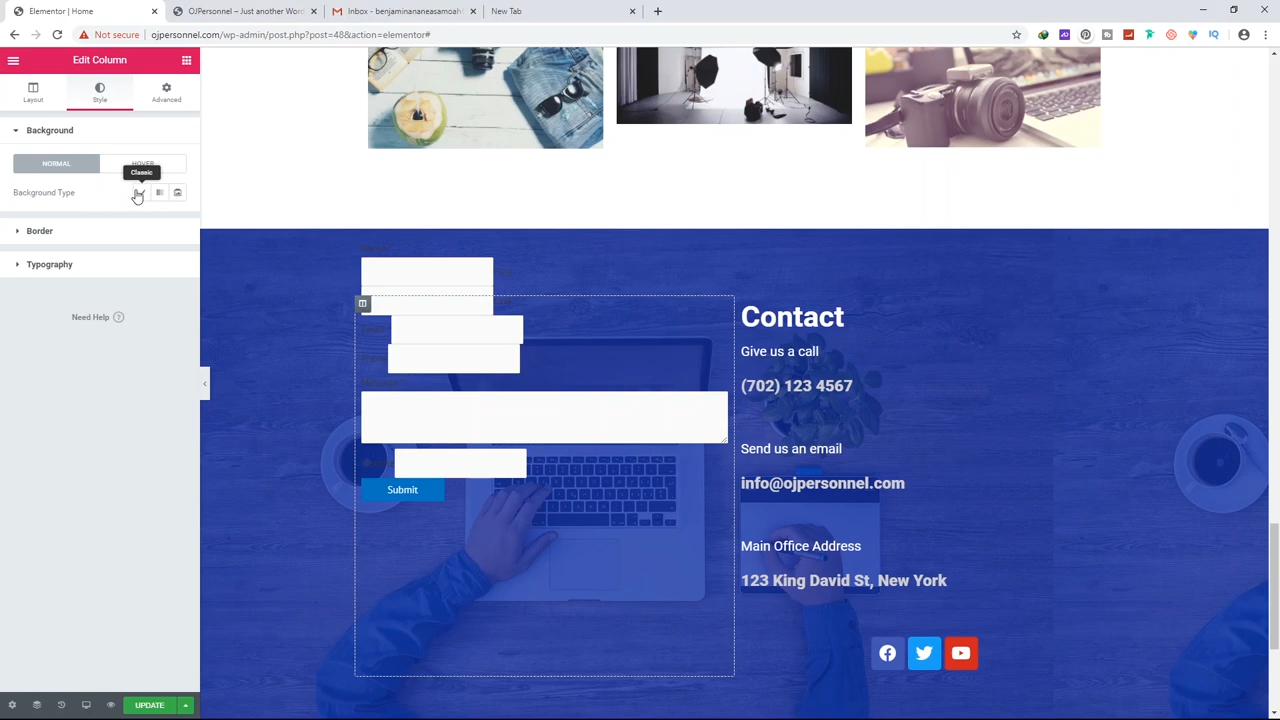 Elementor | Home
OJPersonnel – Just another Word
Inbox - benjaminananeasamoah
New Tab
Not secure
ojpersonnel.com/wp-admin/post.php?post=48&action=elementor#
Edit Column
Layout
Style
Advanced
Background
NORMAL
HOVER
Classic
Background Type
Border
Typography
Need Help
Contact
Give us a call
(702) 123 4567
Send us an email
info@ojpersonnel.com
Submit
Main Office Address
123 King David St, New York
UPDATE